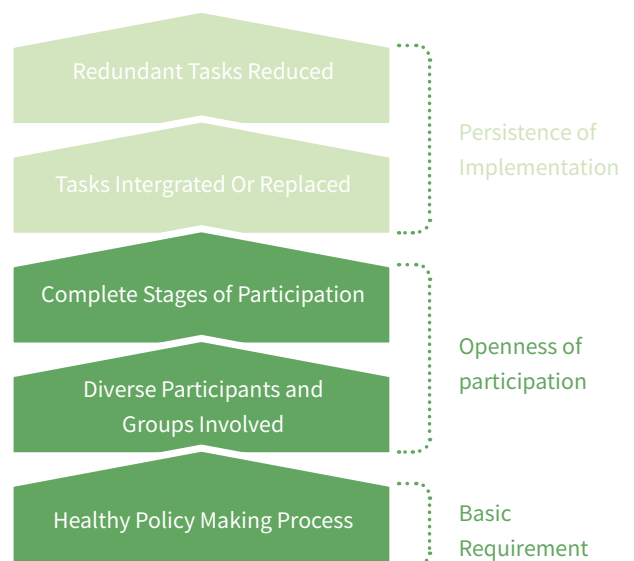 Redundant Tasks Reduced
Persistence of
Implementation
Tasks Intergrated Or Replaced
Complete Stages of Participation
Openness of
participation
Diverse Participants and
Groups Involved
Healthy Policy Making Process
Basic
Requirement